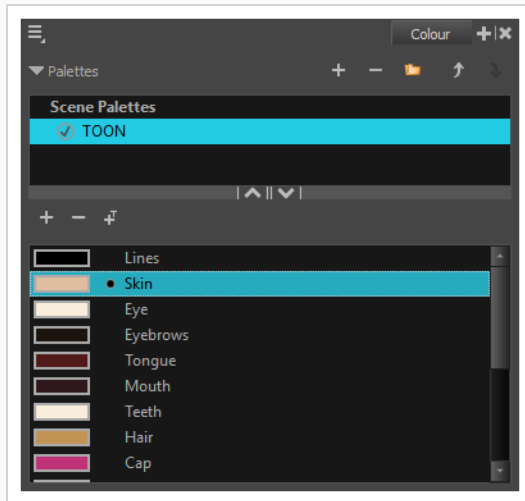 Colour
Palettes
Scene Palettes
TOON
Lines
Skin
Eye
Eyebrows
Tongue
Mouth
Teeth
Hair
Cap